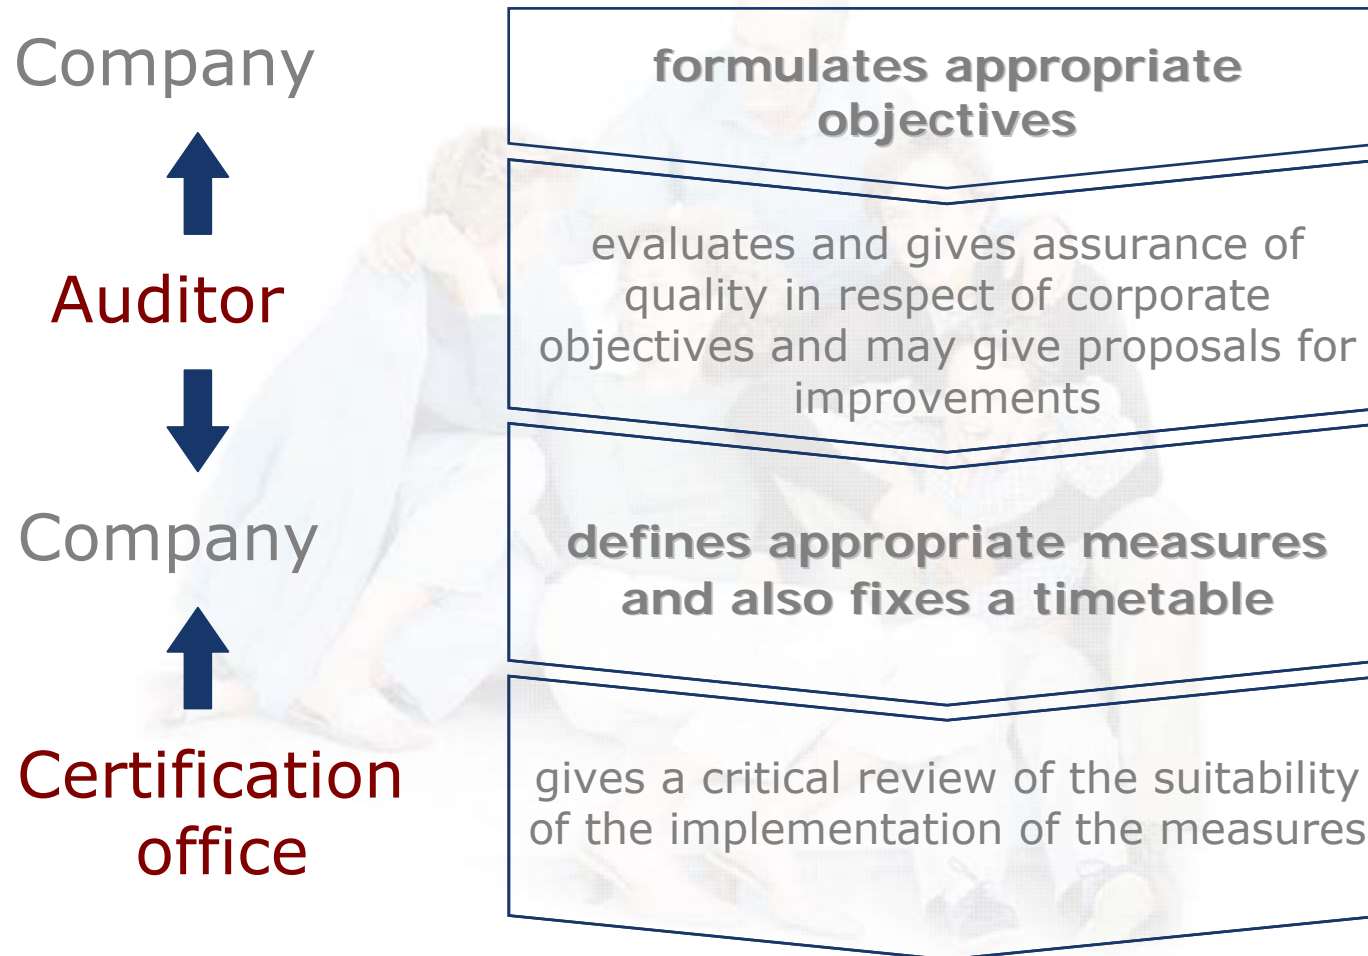 Company
formulates appropriate
objectives
Auditor
evaluates and gives assurance of
quality in respect of corporate
objectives and may give proposals for
improvements
Company
defines appropriate measures
and also fixes a timetable
Certification
office
gives a critical review of the suitability
of the implementation of the measures